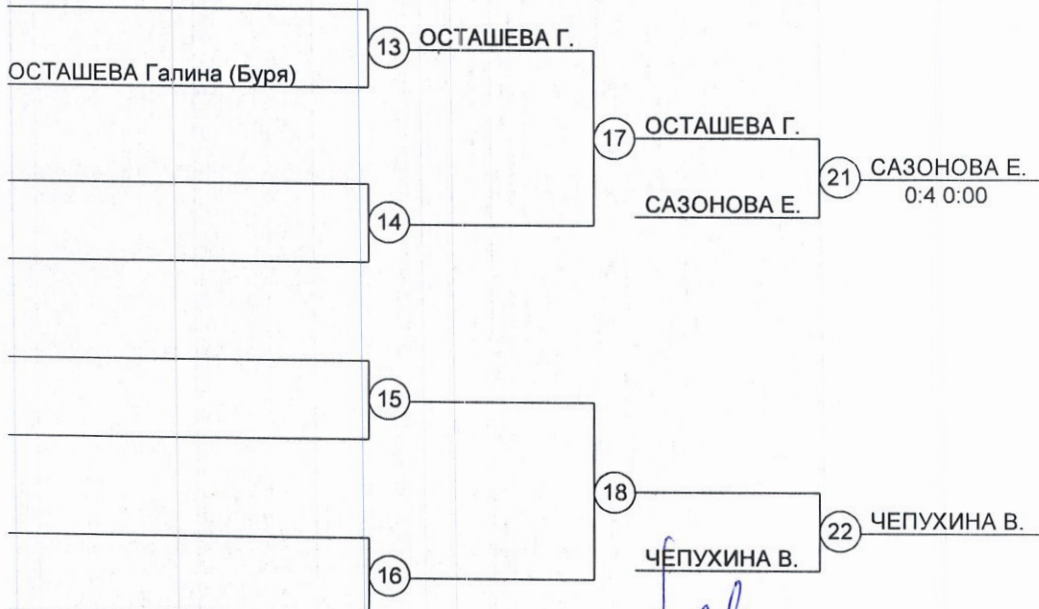 13 ОСТАШЕВА Г.
ОСТАШЕВА Галина (Буря)
17 ОСТАШЕВА Г.
21 САЗОНОВА Е.
0:4 0:00
САЗОНОВА Е.
14
15
18
22 ЧЕПУХИНА В.
ЧЕПУХИНА В.
16